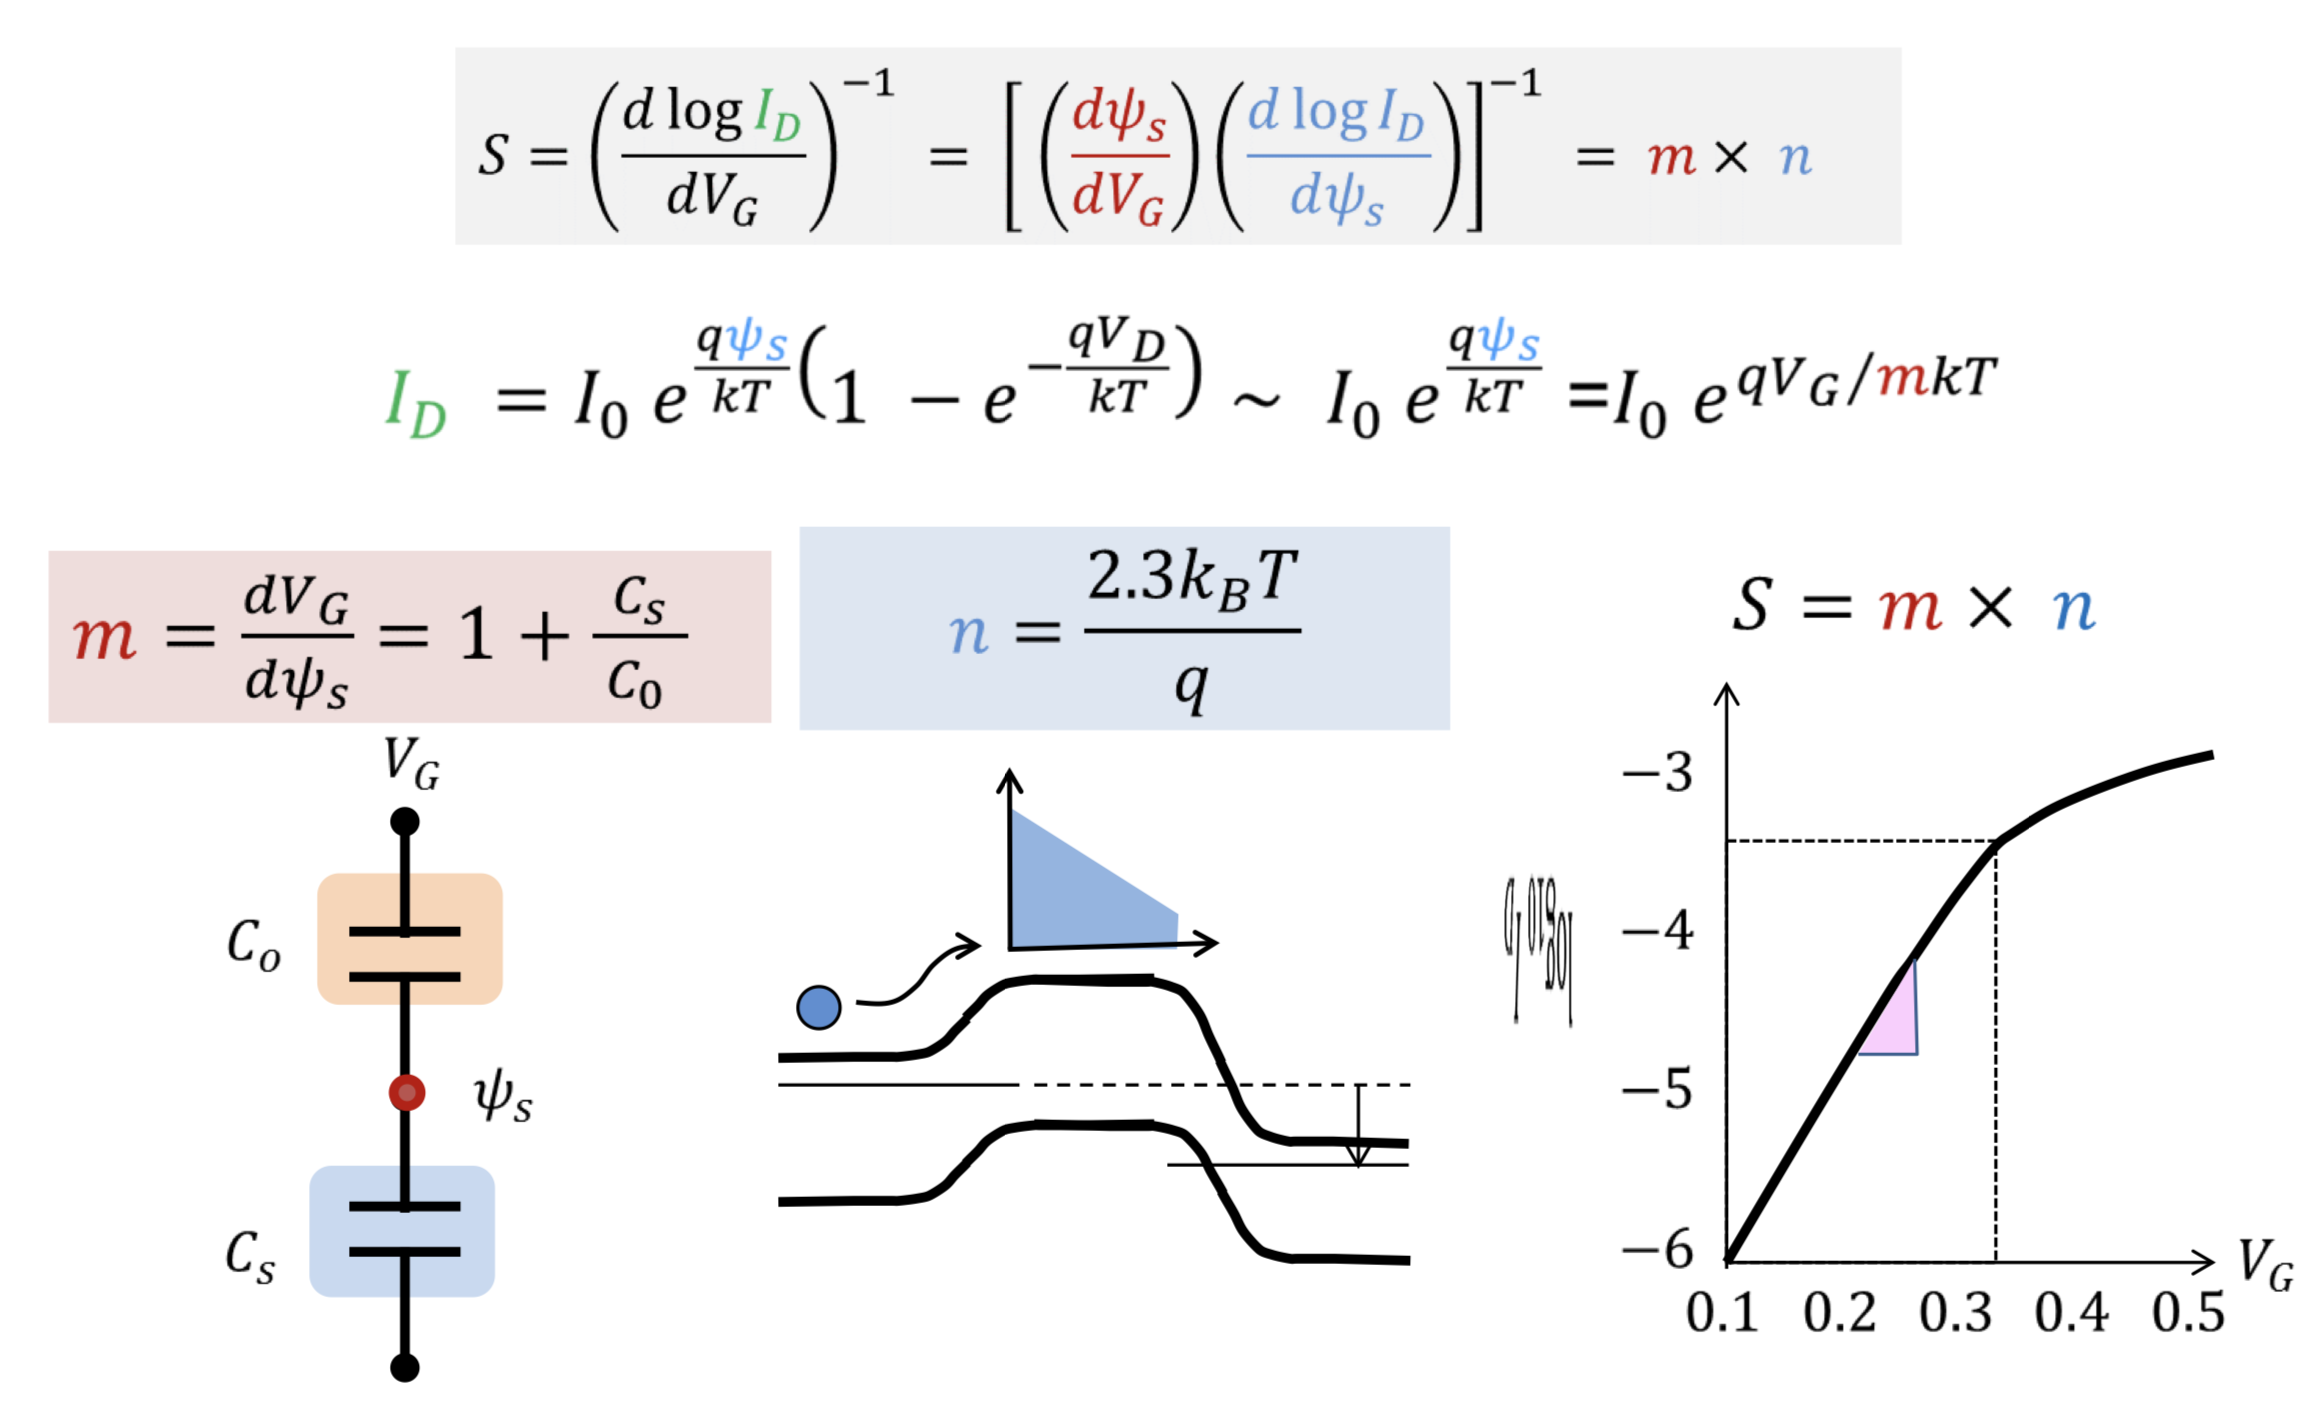 S = (d log I_D / dV_G)^−1 = [(dψ_s / dV_G)(d log I_D / dψ_s)]^−1 = m × n
I_D = I_0 e^(qψ_s/kT) (1 − e^(−qV_D/kT)) ~ I_0 e^(qψ_s/kT) = I_0 e^(qV_G/mkT)
m = dV_G / dψ_s = 1 + C_s / C_0
n = 2.3k_BT / q
S = m × n
V_G
C_o
ψ_s
C_s
log10 I_D
−3
−4
−5
−6
0.1 0.2 0.3 0.4 0.5
V_G